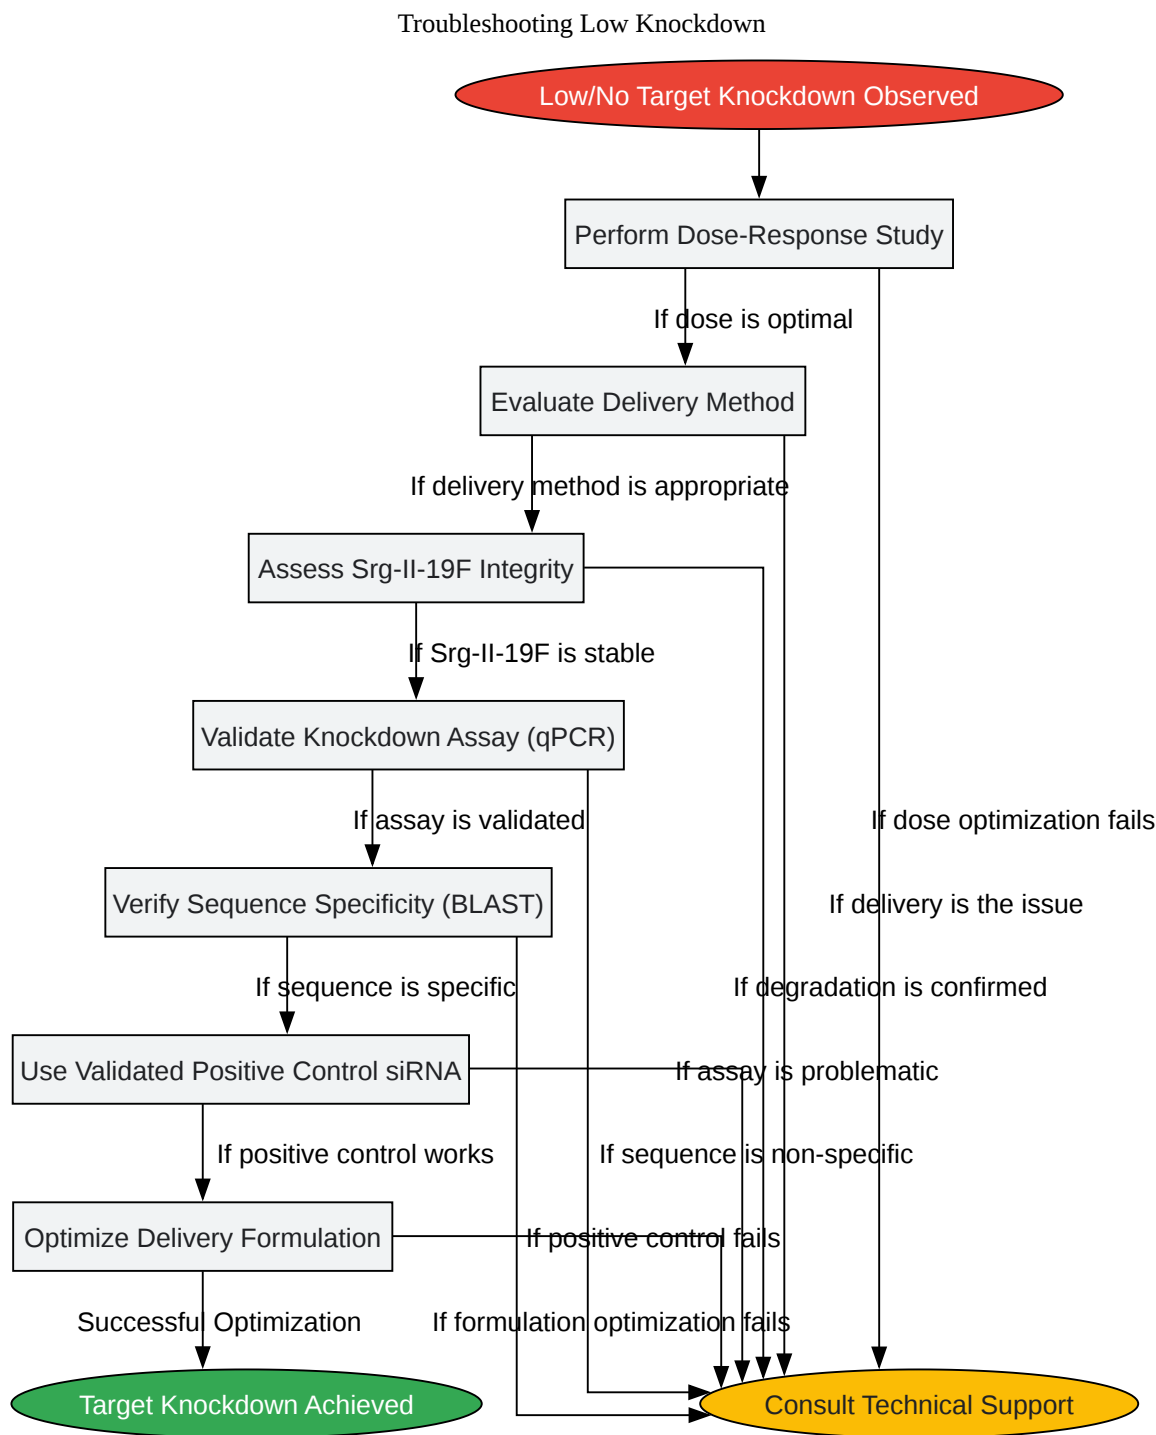 Troubleshooting Low Knockdown
Low/No Target Knockdown Observed
Perform Dose-Response Study
If dose is optimal
Evaluate Delivery Method
If delivery method is appropriate
Assess Srg-II-19F Integrity
If Srg-II-19F is stable
Validate Knockdown Assay (qPCR)
If assay is validated
If dose optimization fails
Verify Sequence Specificity (BLAST)
If delivery is the issue
If sequence is specific
If degradation is confirmed
Use Validated Positive Control siRNA
If assay is problematic
If positive control works
If sequence is non-specific
Optimize Delivery Formulation
If positive control fails
Successful Optimization
If formulation optimization fails
Target Knockdown Achieved
Consult Technical Support